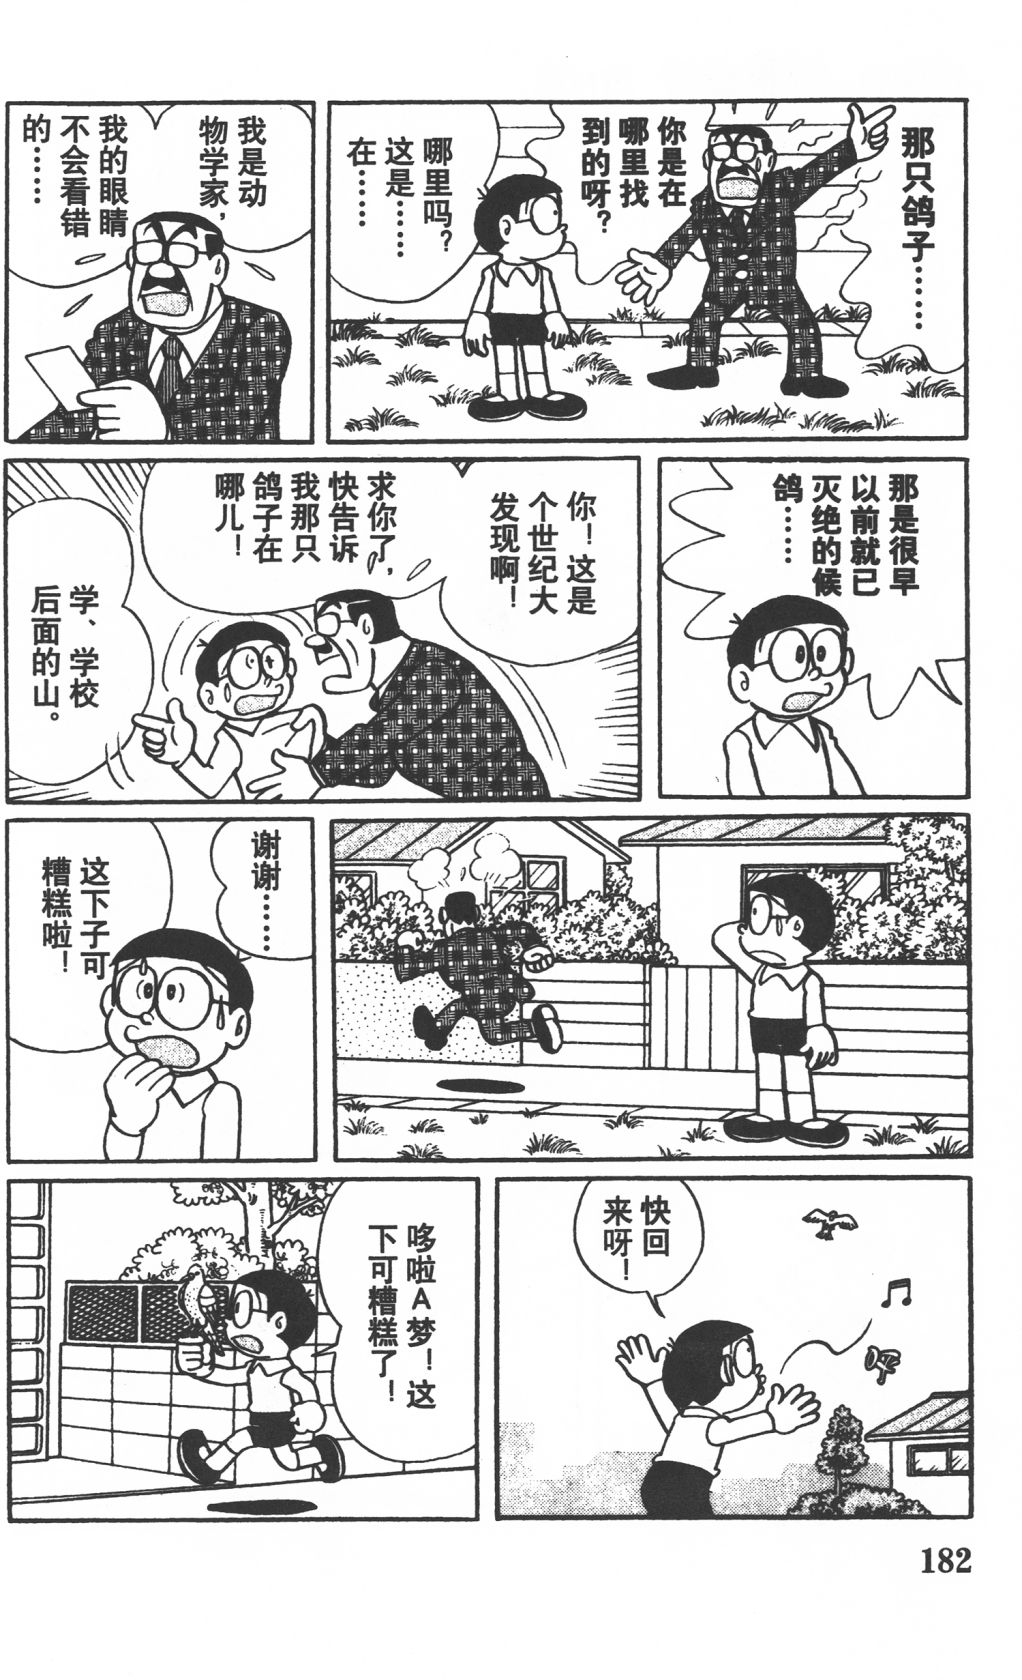 那只鸽子……
你是在
哪里找
到的呀？
哪里吗？
这是……
在……
我是动
物学家，
我的眼睛
不会看错
的……
那是很早
以前就已
灭绝的候
鸽……
你！这是
个世纪大
发现啊！
求你了，
快告诉
我那只
鸽子在
哪儿！
学、学校
后面的山。
谢谢……
这下子可
糟糕啦！
快回
来呀！
哆啦A梦！这
下可糟糕了！
182